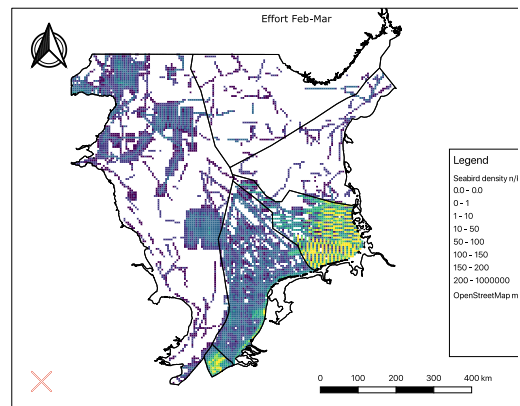 Effort Feb-Mar
Legend
Seabird density n/
0.0 - 0.0
0 - 1
1 - 10
10 - 50
50 - 100
100 - 150
150 - 200
200 - 1000000
OpenStreetMap m
0 100 200 300 400 km